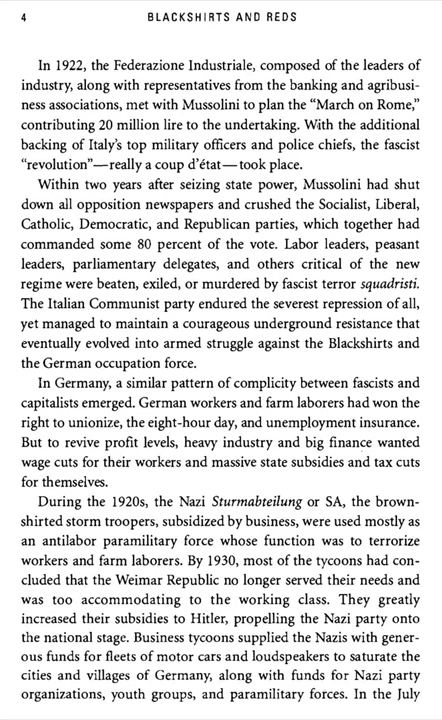 4 BLACKSHIRTS AND REDS
In 1922, the Federazione Industriale, composed of the leaders of
industry, along with representatives from the banking and agribusi-
ness associations, met with Mussolini to plan the “March on Rome,”
contributing 20 million lire to the undertaking. With the additional
backing of Italy’s top military officers and police chiefs, the fascist
“revolution”—really a coup d’état—took place.
Within two years after seizing state power, Mussolini had shut
down all opposition newspapers and crushed the Socialist, Liberal,
Catholic, Democratic, and Republican parties, which together had
commanded some 80 percent of the vote. Labor leaders, peasant
leaders, parliamentary delegates, and others critical of the new
regime were beaten, exiled, or murdered by fascist terror squadristi.
The Italian Communist party endured the severest repression of all,
yet managed to maintain a courageous underground resistance that
eventually evolved into armed struggle against the Blackshirts and
the German occupation force.
In Germany, a similar pattern of complicity between fascists and
capitalists emerged. German workers and farm laborers had won the
right to unionize, the eight-hour day, and unemployment insurance.
But to revive profit levels, heavy industry and big finance wanted
wage cuts for their workers and massive state subsidies and tax cuts
for themselves.
During the 1920s, the Nazi Sturmabteilung or SA, the brown-
shirted storm troopers, subsidized by business, were used mostly as
an antilabor paramilitary force whose function was to terrorize
workers and farm laborers. By 1930, most of the tycoons had con-
cluded that the Weimar Republic no longer served their needs and
was too accommodating to the working class. They greatly
increased their subsidies to Hitler, propelling the Nazi party onto
the national stage. Business tycoons supplied the Nazis with gener-
ous funds for fleets of motor cars and loudspeakers to saturate the
cities and villages of Germany, along with funds for Nazi party
organizations, youth groups, and paramilitary forces. In the July